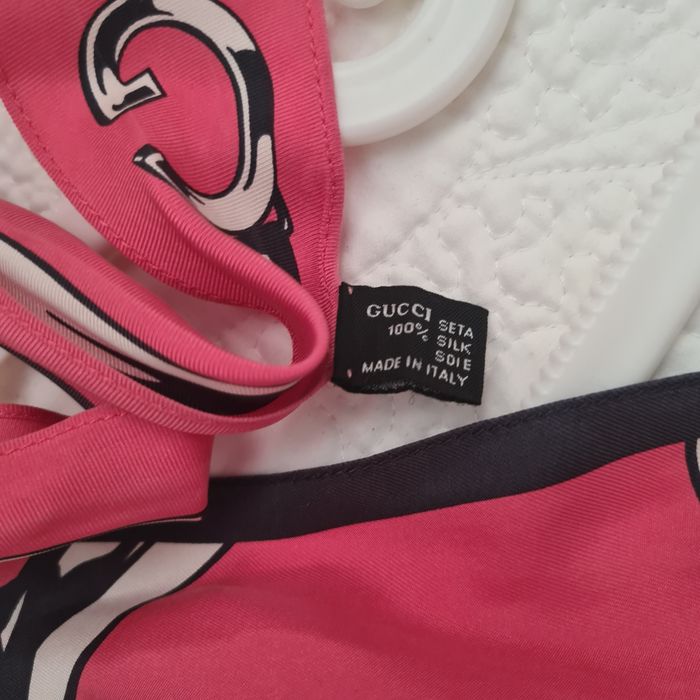 GUCCI
100% SETA
SILK
SOIE
MADE IN ITALY